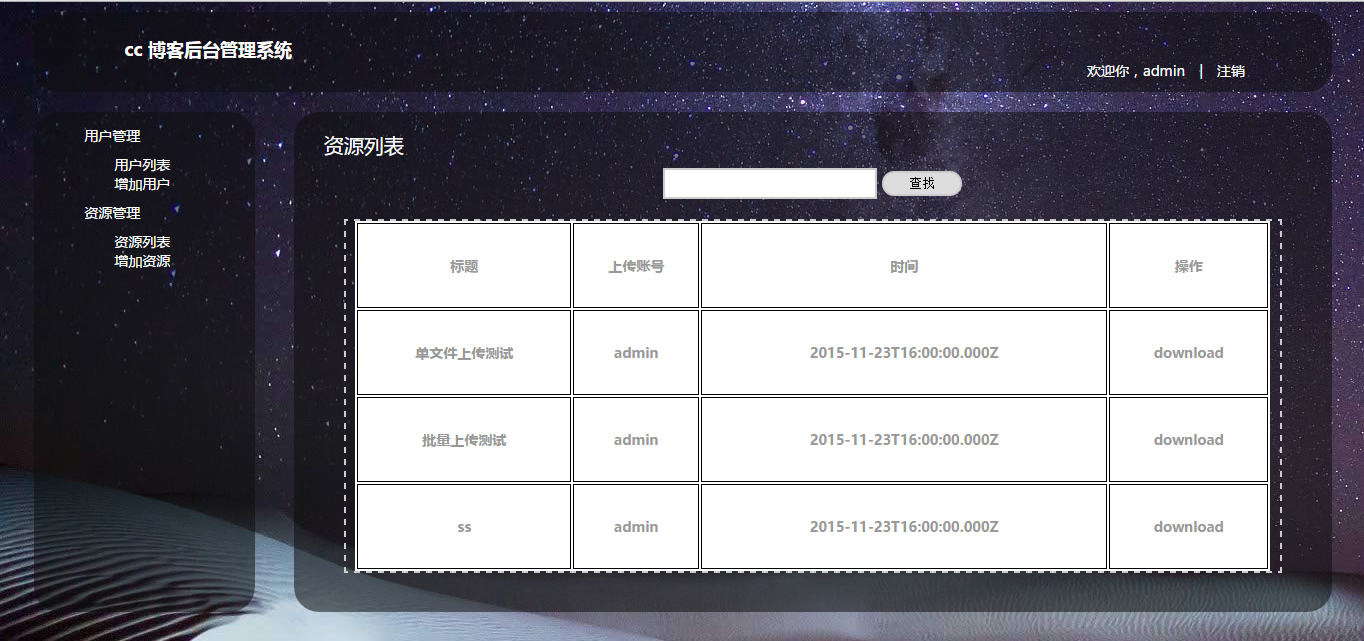 cc 博客后台管理系统
欢迎你，admin | 注销
用户管理
用户列表
增加用户
资源管理
资源列表
增加资源
资源列表
查找
标题 上传账号 时间 操作
单文件上传测试 admin 2015-11-23T16:00:00.000Z download
批量上传测试 admin 2015-11-23T16:00:00.000Z download
ss admin 2015-11-23T16:00:00.000Z download